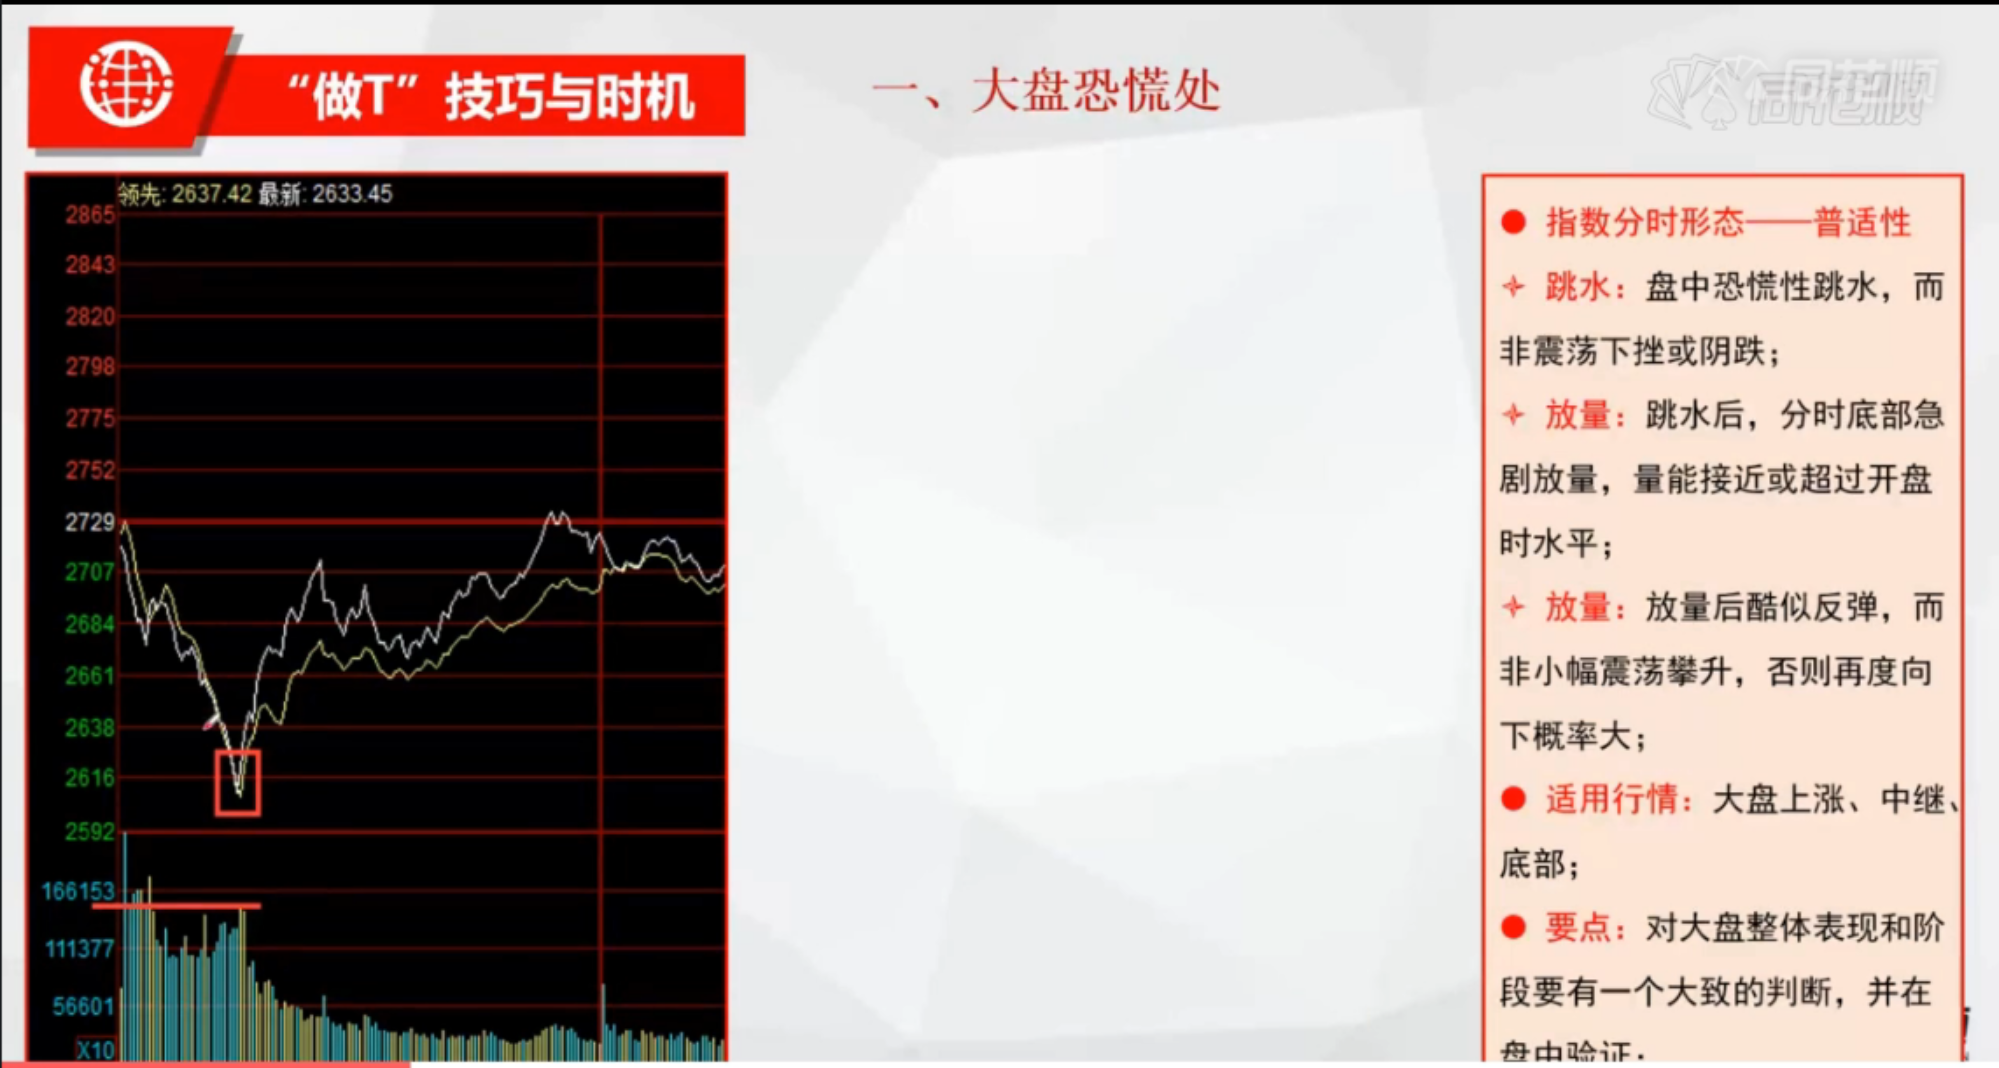 “做T”技巧与时机
一、大盘恐慌处
同花顺
领先: 2637.42 最新: 2633.45
2865
2843
2820
2798
2775
2752
2729
2707
2684
2661
2638
2616
2592
166153
111377
56601
X10
● 指数分时形态——普适性
跳水：盘中恐慌性跳水，而
非震荡下挫或阴跌；
放量：跳水后，分时底部急
剧放量，量能接近或超过开盘
时水平；
放量：放量后酷似反弹，而
非小幅震荡攀升，否则再度向
下概率大；
● 适用行情：大盘上涨、中继、
底部；
● 要点：对大盘整体表现和阶
段要有一个大致的判断，并在
盘中验证；